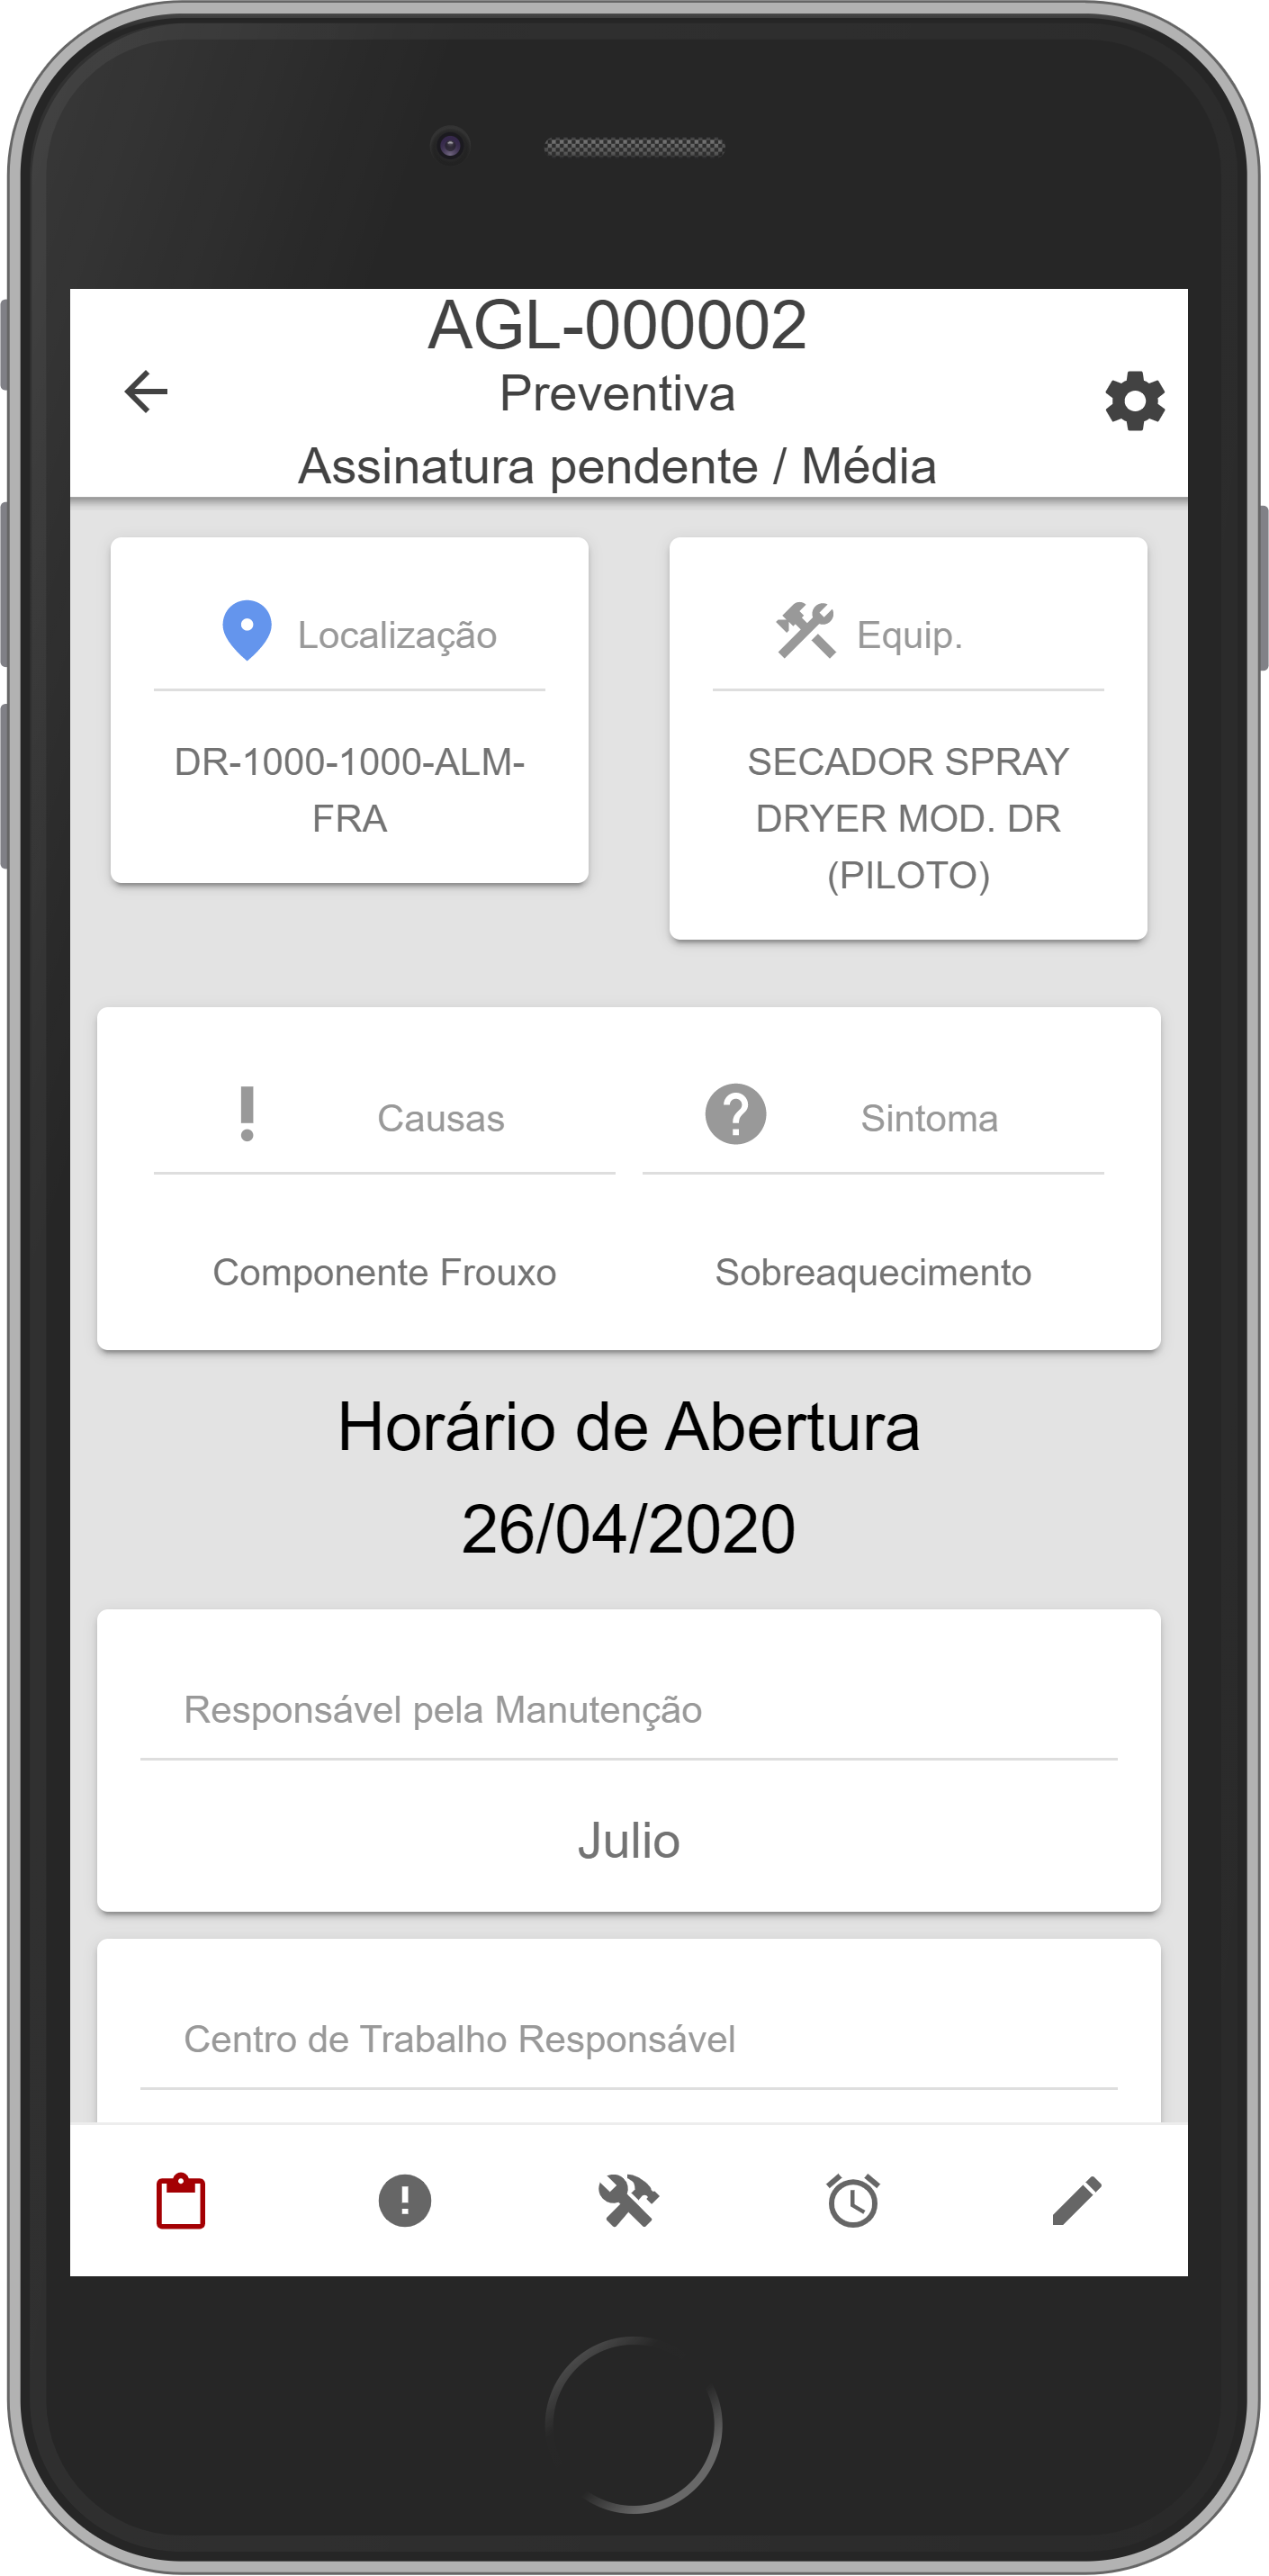 AGL-000002
Preventiva
Assinatura pendente / Média
Localização
DR-1000-1000-ALM-
FRA
Equip.
SECADOR SPRAY
DRYER MOD. DR
(PILOTO)
Causas
Sintoma
Componente Frouxo
Sobreaquecimento
Horário de Abertura
26/04/2020
Responsável pela Manutenção
Julio
Centro de Trabalho Responsável